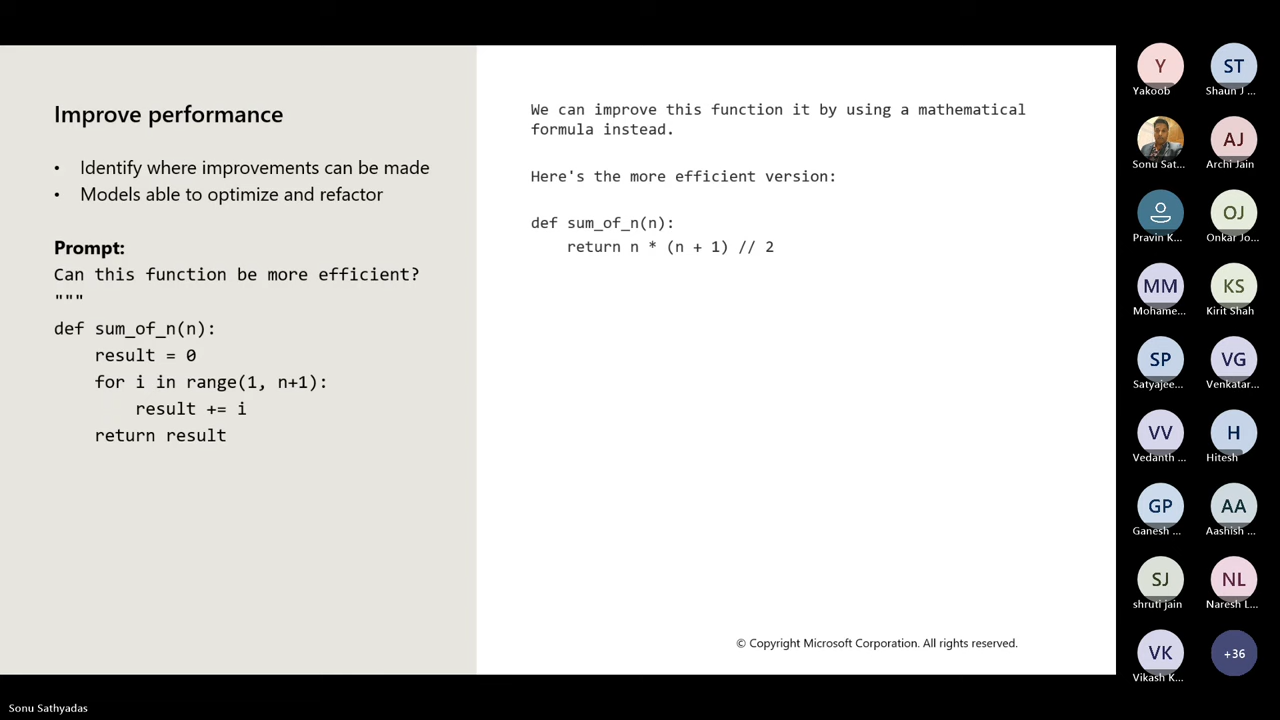 Improve performance
• Identify where improvements can be made
• Models able to optimize and refactor
Prompt:
Can this function be more efficient?
"""
def sum_of_n(n):
    result = 0
    for i in range(1, n+1):
        result += i
    return result
We can improve this function it by using a mathematical
formula instead.
Here's the more efficient version:
def sum_of_n(n):
    return n * (n + 1) // 2
© Copyright Microsoft Corporation. All rights reserved.
Y
Yakoob
ST
Shaun J ...
Sonu Sat...
AJ
Archi Jain
Pravin K...
OJ
Onkar Jo...
MM
Mohame...
KS
Kirit Shah
SP
Satyajee...
VG
Venkatar...
VV
Vedanth ...
H
Hitesh
GP
Ganesh ...
AA
Aashish ...
SJ
shruti jain
NL
Naresh L...
VK
Vikash K...
+36
Sonu Sathyadas